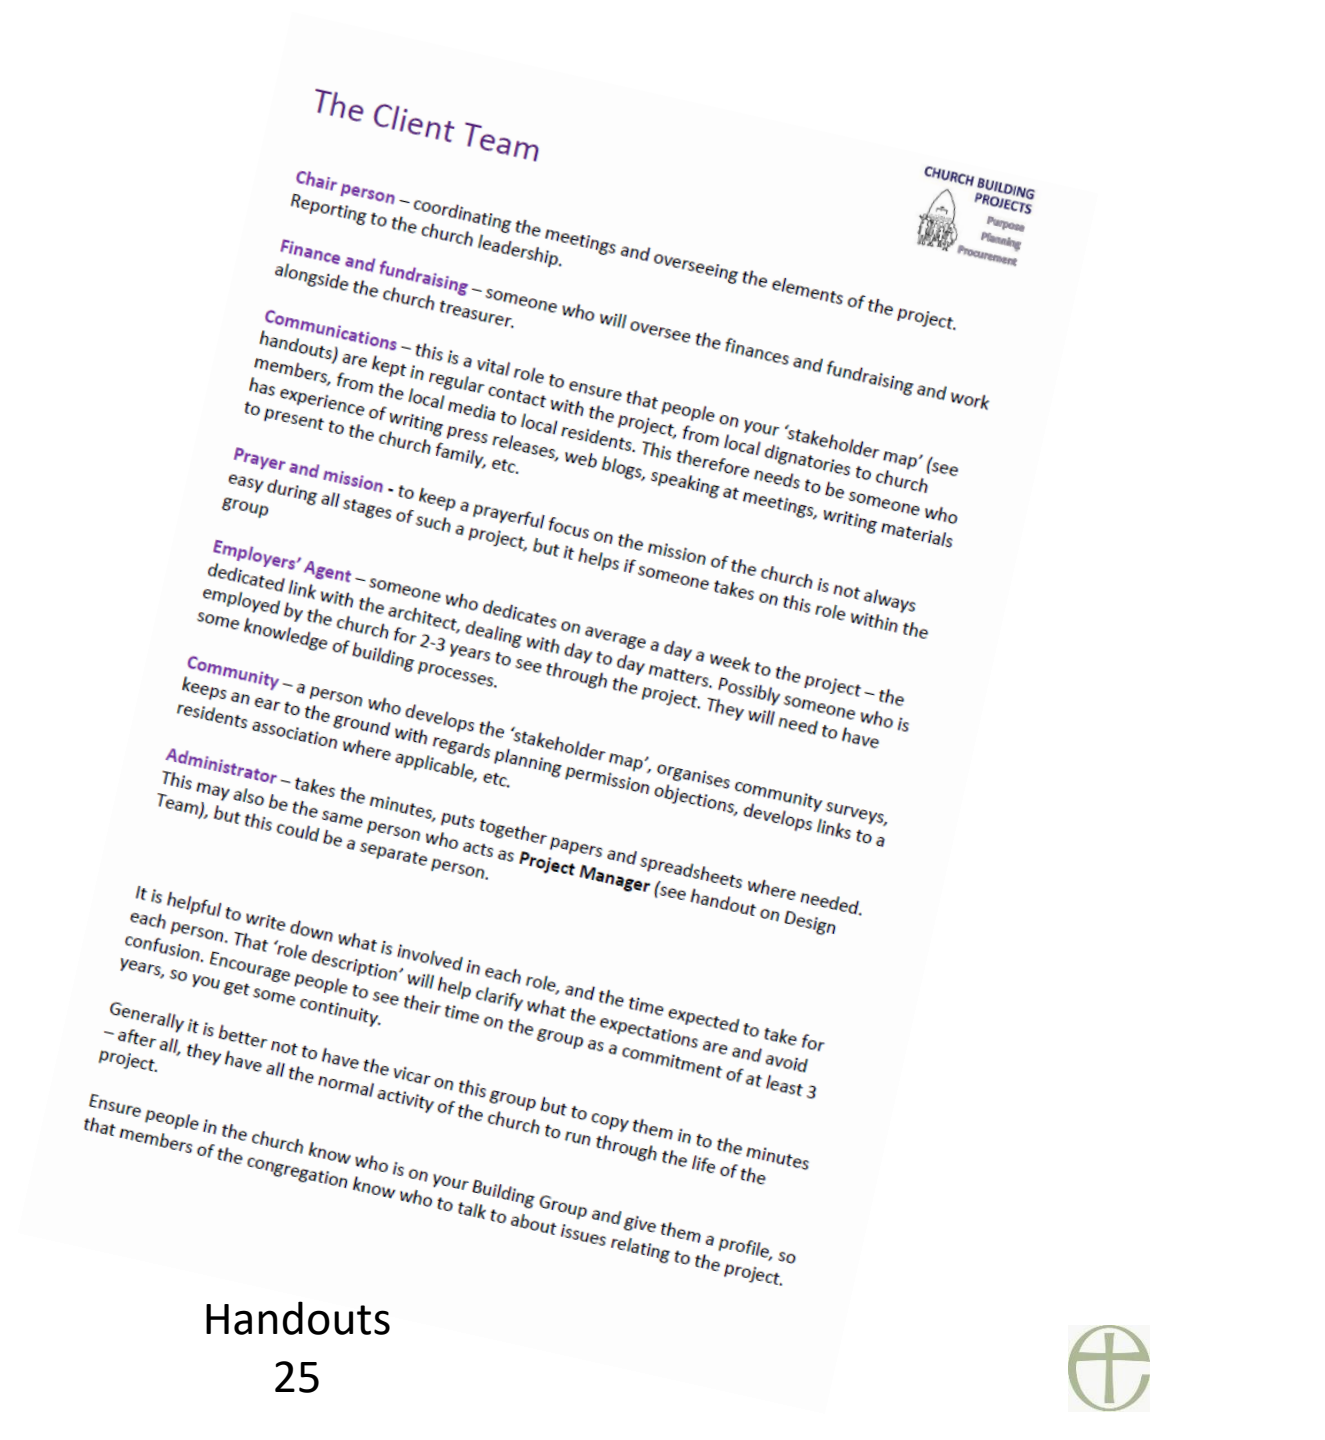 The Client Team
CHURCH BUILDING
PROJECTS
Purpose
Planning
Procurement
Chair person – coordinating the meetings and overseeing the elements of the project.
Reporting to the church leadership.
Finance and fundraising – someone who will oversee the finances and fundraising and work
alongside the church treasurer.
Communications – this is a vital role to ensure that people on your ‘stakeholder map’ (see
handouts) are kept in regular contact with the project, from local dignatories to church
members, from the local media to local residents. This therefore needs to be someone who
has experience of writing press releases, web blogs, speaking at meetings, writing materials
to present to the church family, etc.
Prayer and mission - to keep a prayerful focus on the mission of the church is not always
easy during all stages of such a project, but it helps if someone takes on this role within the
group
Employers’ Agent – someone who dedicates on average a day a week to the project – the
dedicated link with the architect, dealing with day to day matters. Possibly someone who is
employed by the church for 2-3 years to see through the project. They will need to have
some knowledge of building processes.
Community – a person who develops the ‘stakeholder map’, organises community surveys,
keeps an ear to the ground with regards planning permission objections, develops links to a
residents association where applicable, etc.
Administrator – takes the minutes, puts together papers and spreadsheets where needed.
This may also be the same person who acts as Project Manager (see handout on Design
Team), but this could be a separate person.
It is helpful to write down what is involved in each role, and the time expected to take for
each person. That ‘role description’ will help clarify what the expectations are and avoid
confusion. Encourage people to see their time on the group as a commitment of at least 3
years, so you get some continuity.
Generally it is better not to have the vicar on this group but to copy them in to the minutes
– after all, they have all the normal activity of the church to run through the life of the
project.
Ensure people in the church know who is on your Building Group and give them a profile, so
that members of the congregation know who to talk to about issues relating to the project.
Handouts
25